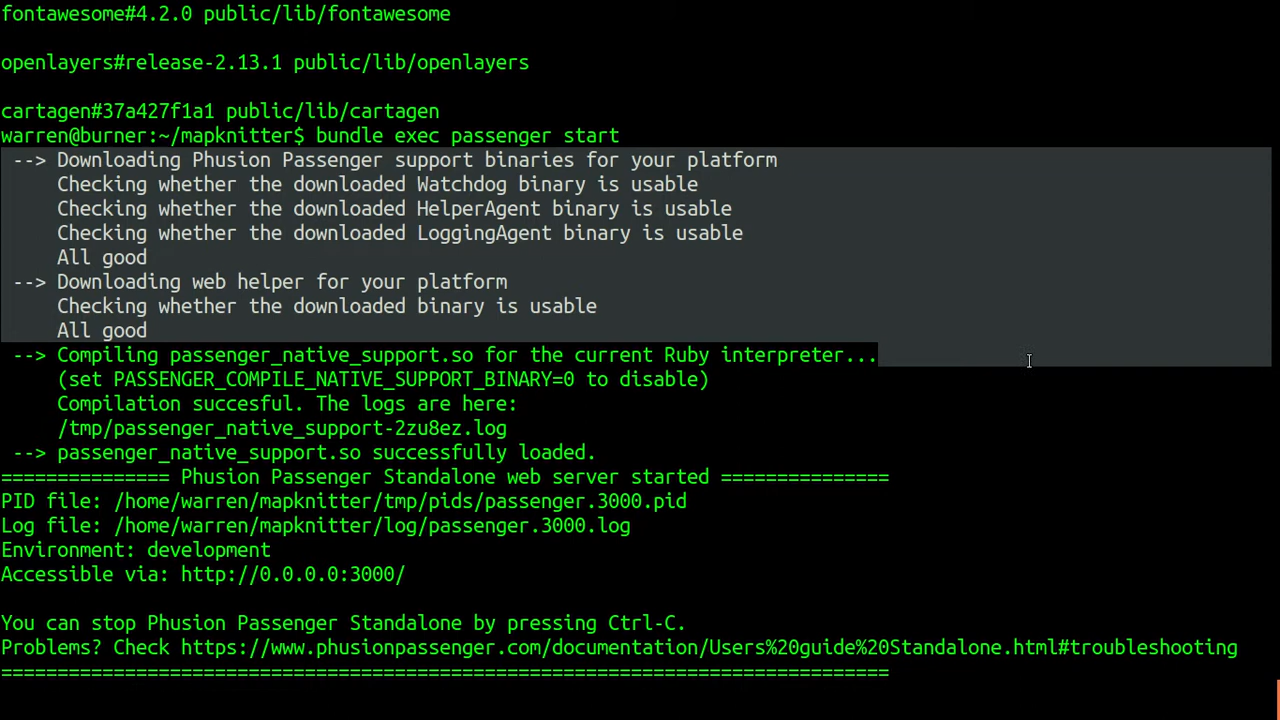 fontawesome#4.2.0 public/lib/fontawesome
openlayers#release-2.13.1 public/lib/openlayers
cartagen#37a427f1a1 public/lib/cartagen
warren@burner:~/mapknitter$ bundle exec passenger start
--> Downloading Phusion Passenger support binaries for your platform
Checking whether the downloaded Watchdog binary is usable
Checking whether the downloaded HelperAgent binary is usable
Checking whether the downloaded LoggingAgent binary is usable
All good
--> Downloading web helper for your platform
Checking whether the downloaded binary is usable
All good
--> Compiling passenger_native_support.so for the current Ruby interpreter...
(set PASSENGER_COMPILE_NATIVE_SUPPORT_BINARY=0 to disable)
Compilation succesful. The logs are here:
/tmp/passenger_native_support-2zu8ez.log
--> passenger_native_support.so successfully loaded.
=============== Phusion Passenger Standalone web server started ===============
PID file: /home/warren/mapknitter/tmp/pids/passenger.3000.pid
Log file: /home/warren/mapknitter/log/passenger.3000.log
Environment: development
Accessible via: http://0.0.0.0:3000/
You can stop Phusion Passenger Standalone by pressing Ctrl-C.
Problems? Check https://www.phusionpassenger.com/documentation/Users%20guide%20Standalone.html#troubleshooting
===============================================================================